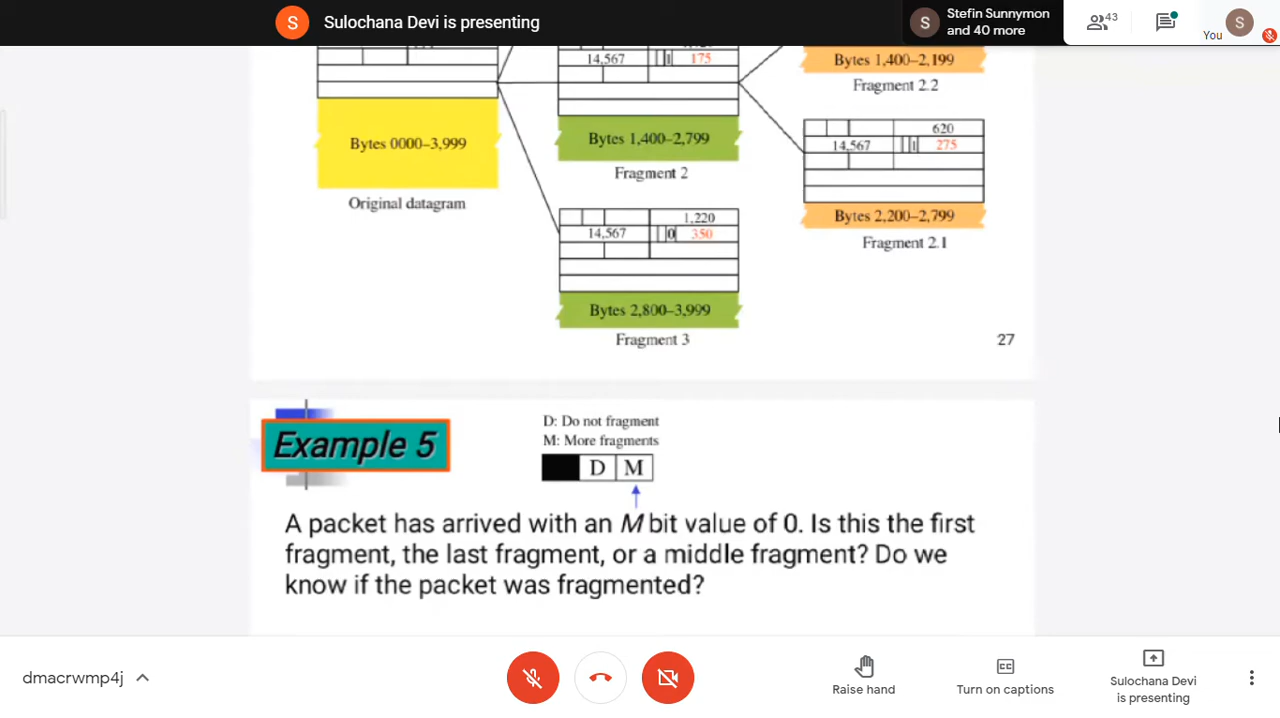 S Sulochana Devi is presenting
S Stefin Sunnymon
and 40 more
43
You
S
14,567 1 175
Bytes 1,400–2,199
Fragment 2.2
Bytes 0000–3,999
Original datagram
Bytes 1,400–2,799
Fragment 2
620
14,567 1 275
Bytes 2,200–2,799
Fragment 2.1
1,220
14,567 0 350
Bytes 2,800–3,999
Fragment 3
27
Example 5
D: Do not fragment
M: More fragments
D M
A packet has arrived with an M bit value of 0. Is this the first
fragment, the last fragment, or a middle fragment? Do we
know if the packet was fragmented?
dmacrwmp4j
Raise hand
CC
Turn on captions
Sulochana Devi
is presenting